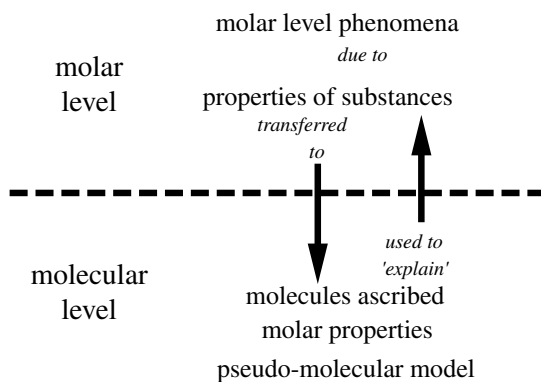 molar level phenomena
due to
molar
level
properties of substances
transferred
to
used to
'explain'
molecular
level
molecules ascribed
molar properties
pseudo-molecular model